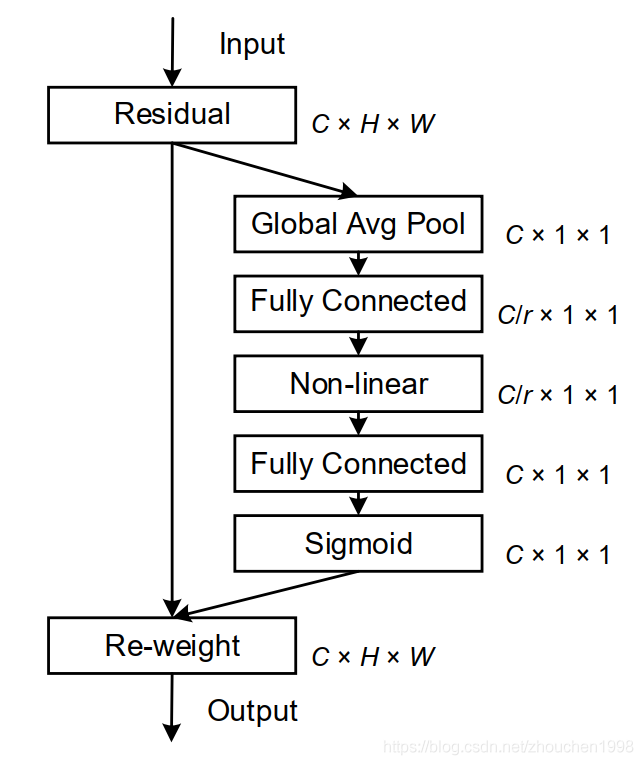 Input
Residual
C × H × W
Global Avg Pool
C × 1 × 1
Fully Connected
C/r × 1 × 1
Non-linear
C/r × 1 × 1
Fully Connected
C × 1 × 1
Sigmoid
C × 1 × 1
Re-weight
C × H × W
Output
https://blog.csdn.net/zhouchen1998